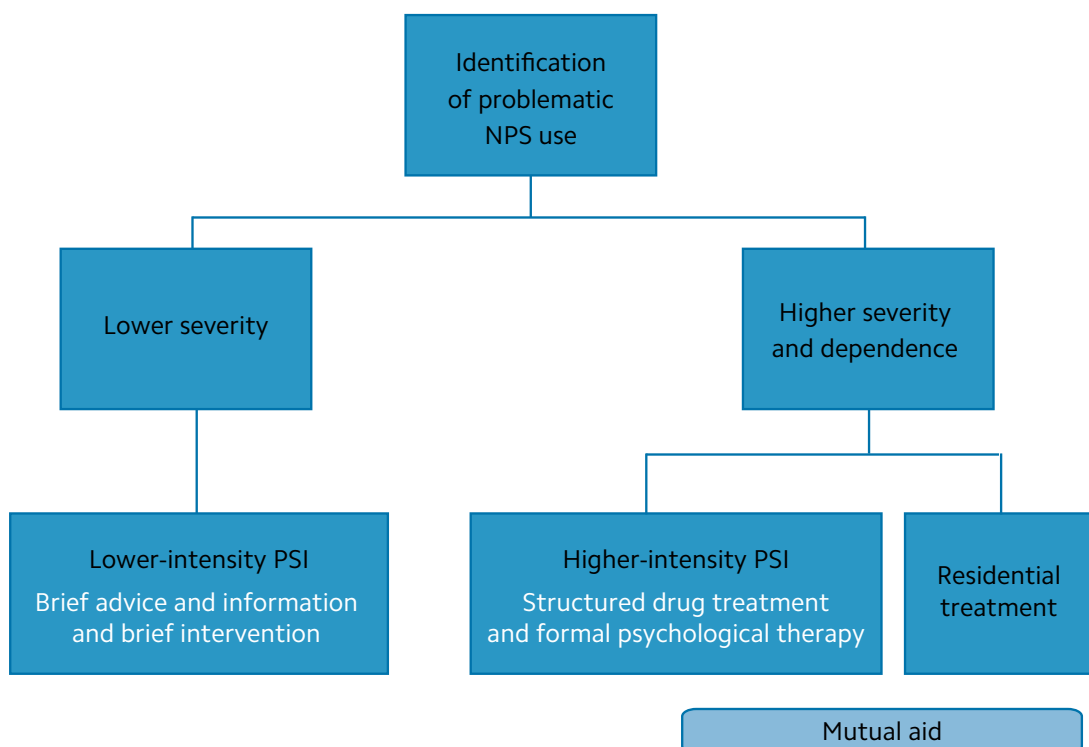 Identification
of problematic
NPS use
Lower severity
Higher severity
and dependence
Lower-intensity PSI
Brief advice and information
and brief intervention
Higher-intensity PSI
Structured drug treatment
and formal psychological therapy
Residential
treatment
Mutual aid